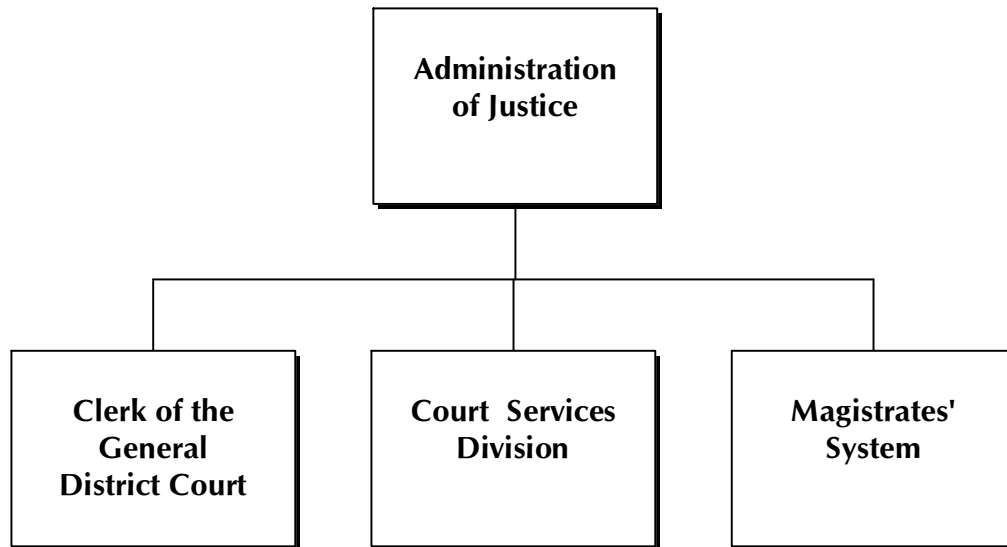 Administration
of Justice
Clerk of the
General
District Court
Court Services
Division
Magistrates'
System